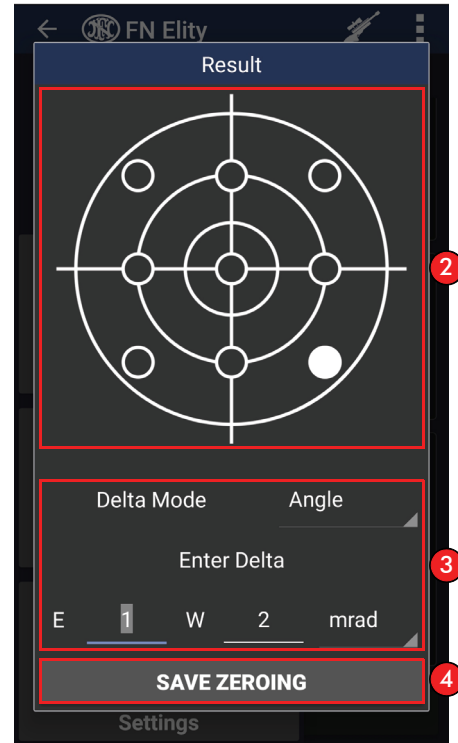 FN Elity
Result
2
Delta Mode Angle
Enter Delta
3
E 1 W 2 mrad
SAVE ZEROING
4
Settings